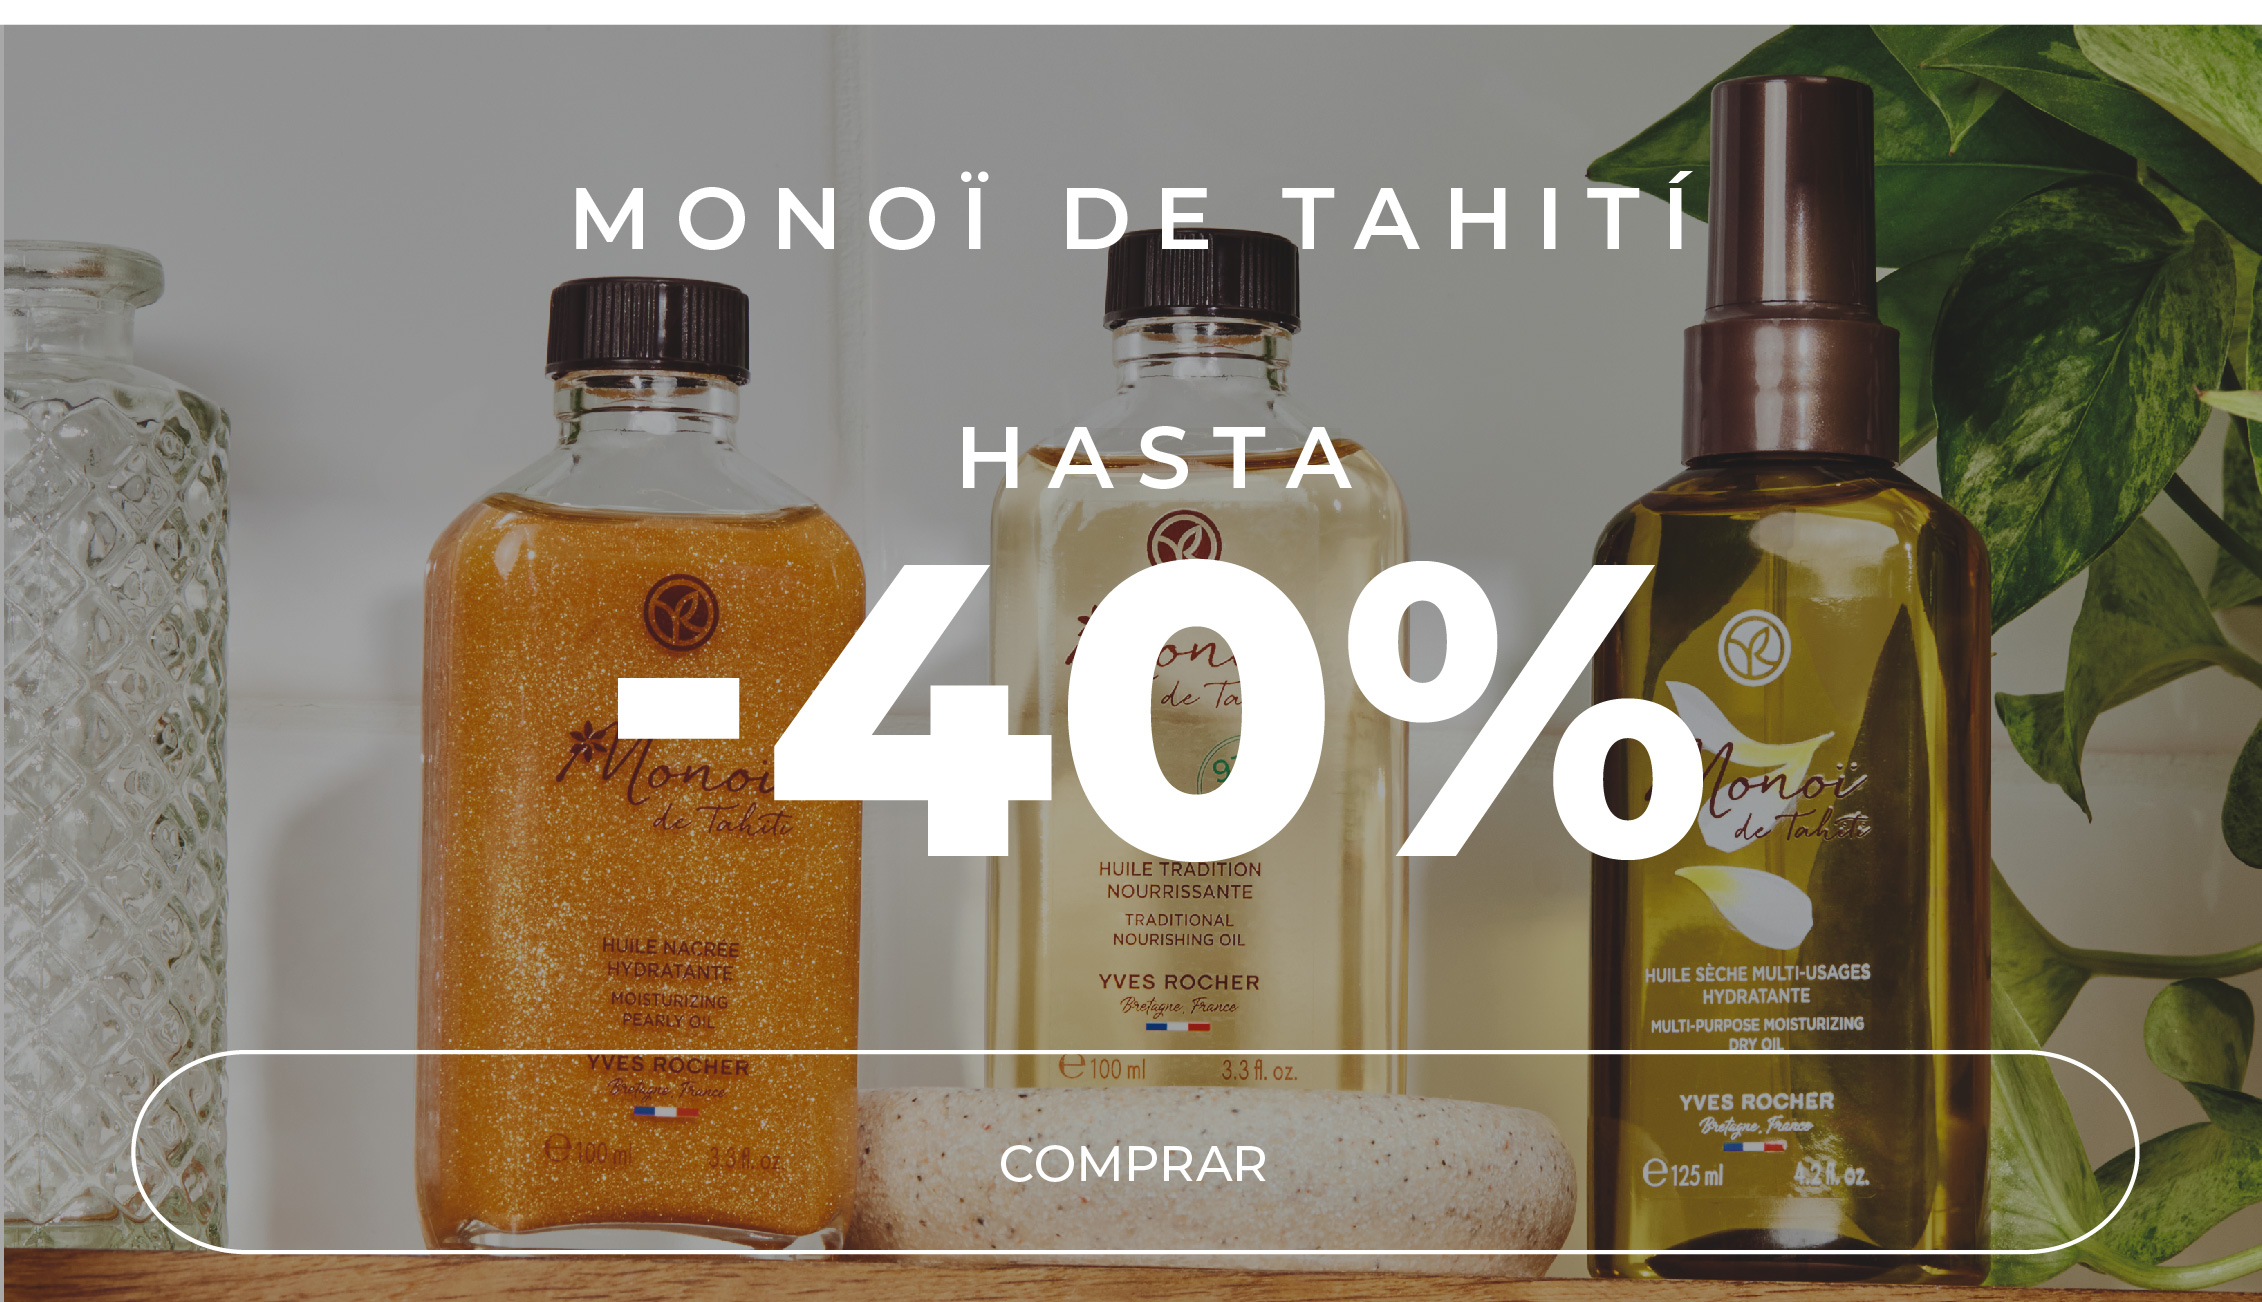 MONOÏ DE TAHITÍ
HASTA
-40%
COMPRAR
Monoï
de Tahiti
HUILE NACRÉE
HYDRATANTE
MOISTURIZING
PEARLY OIL
YVES ROCHER
Bretagne, France
e 100 ml 3.3 fl. oz.
de Ta
HUILE TRADITION
NOURRISSANTE
TRADITIONAL
NOURISHING OIL
YVES ROCHER
Bretagne, France
e 100 ml 3.3 fl. oz.
Monoï
de Tahiti
HUILE SÈCHE MULTI-USAGES
HYDRATANTE
MULTI-PURPOSE MOISTURIZING
DRY OIL
YVES ROCHER
Bretagne, France
e 125 ml 4.2 fl. oz.